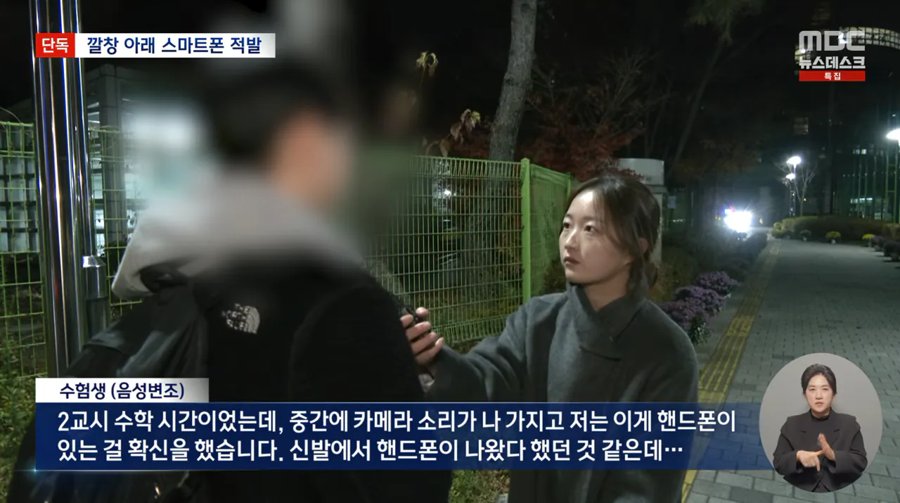 단독 깔창 아래 스마트폰 적발
MBC
뉴스데스크
특집
THE
NORTH
FACE
수험생 (음성변조)
2교시 수학 시간이었는데, 중간에 카메라 소리가 나 가지고 저는 이게 핸드폰이
있는 걸 확신을 했습니다. 신발에서 핸드폰이 나왔다 했던 것 같은데…